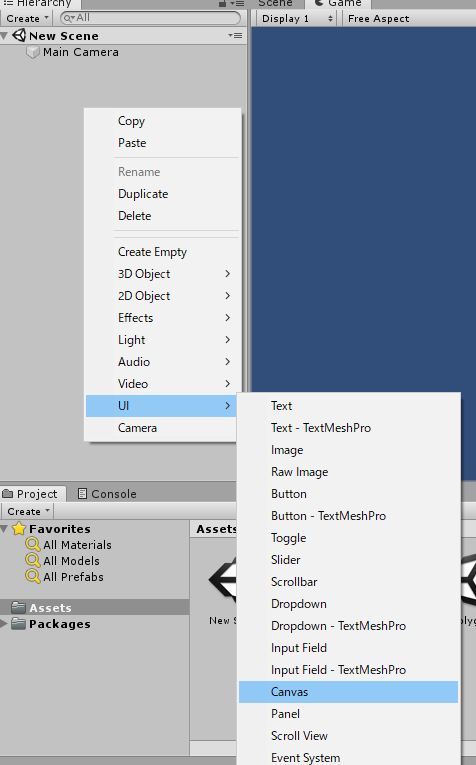 Hierarchy
Scene
Game
Create
All
Display 1
Free Aspect
New Scene
Main Camera
Copy
Paste
Rename
Duplicate
Delete
Create Empty
3D Object
2D Object
Effects
Light
Audio
Video
UI
Camera
Text
Text - TextMeshPro
Image
Raw Image
Button
Button - TextMeshPro
Toggle
Slider
Scrollbar
Dropdown
Dropdown - TextMeshPro
Input Field
Input Field - TextMeshPro
Canvas
Panel
Scroll View
Event System
Project
Console
Create
Favorites
All Materials
All Models
All Prefabs
Assets
Packages
Assets
New S